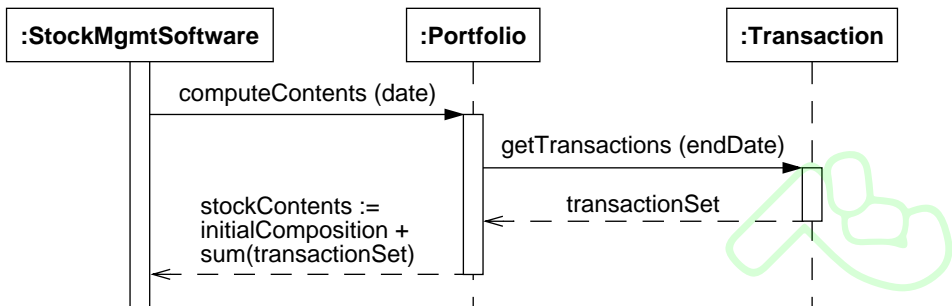 :StockMgmtSoftware
:Portfolio
:Transaction
computeContents (date)
getTransactions (endDate)
transactionSet
stockContents :=
initialComposition +
sum(transactionSet)